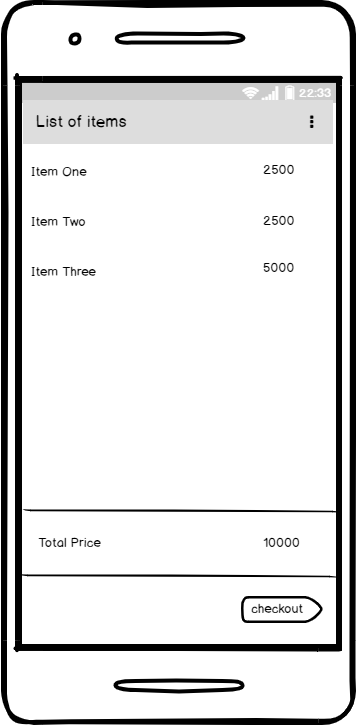 22:33
List of items
Item One 2500
Item Two 2500
Item Three 5000
Total Price 10000
checkout